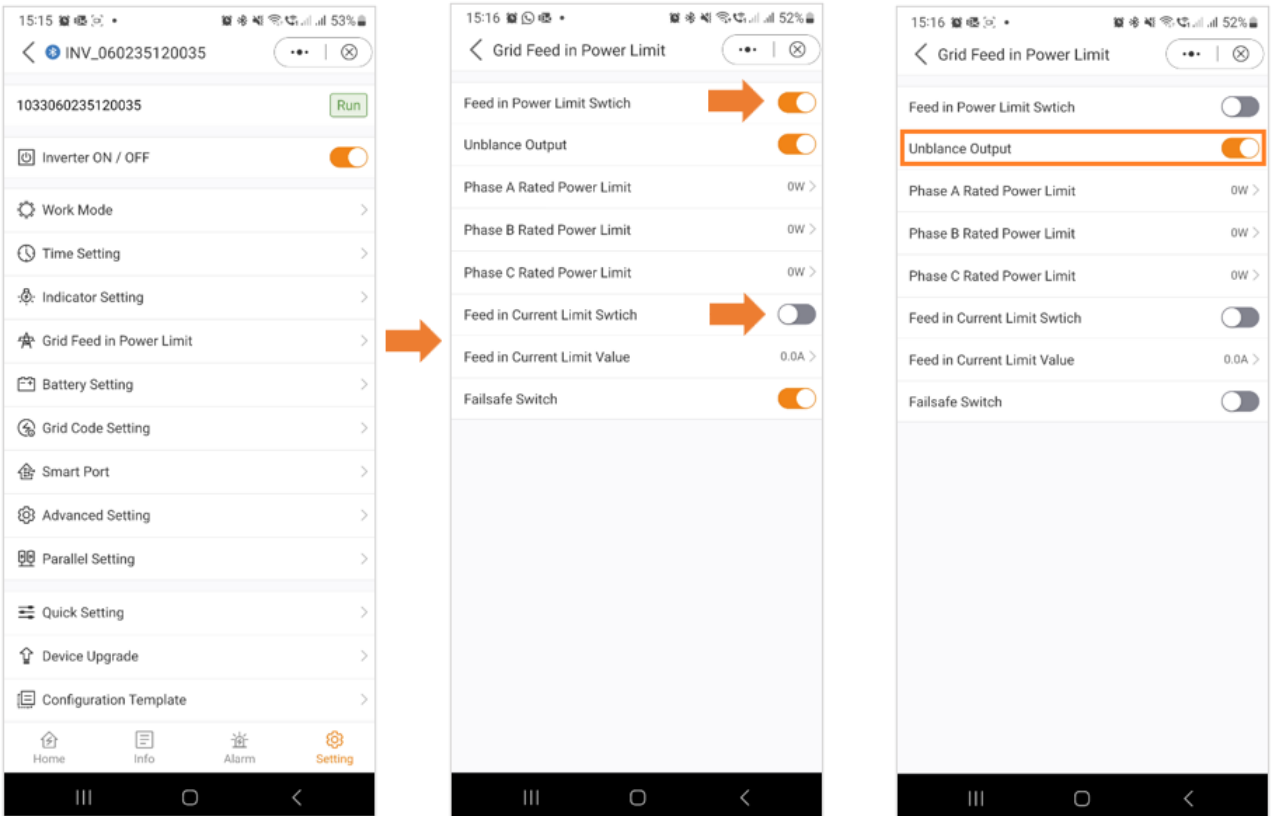 15:15
53%
INV_060235120035
1033060235120035
Run
Inverter ON / OFF
Work Mode
Time Setting
Indicator Setting
Grid Feed in Power Limit
Battery Setting
Grid Code Setting
Smart Port
Advanced Setting
Parallel Setting
Quick Setting
Device Upgrade
Configuration Template
Home
Info
Alarm
Setting
15:16
52%
Grid Feed in Power Limit
Feed in Power Limit Swtich
Unblance Output
Phase A Rated Power Limit 0W
Phase B Rated Power Limit 0W
Phase C Rated Power Limit 0W
Feed in Current Limit Swtich
Feed in Current Limit Value 0.0A
Failsafe Switch
15:16
52%
Grid Feed in Power Limit
Feed in Power Limit Swtich
Unblance Output
Phase A Rated Power Limit 0W
Phase B Rated Power Limit 0W
Phase C Rated Power Limit 0W
Feed in Current Limit Swtich
Feed in Current Limit Value 0.0A
Failsafe Switch